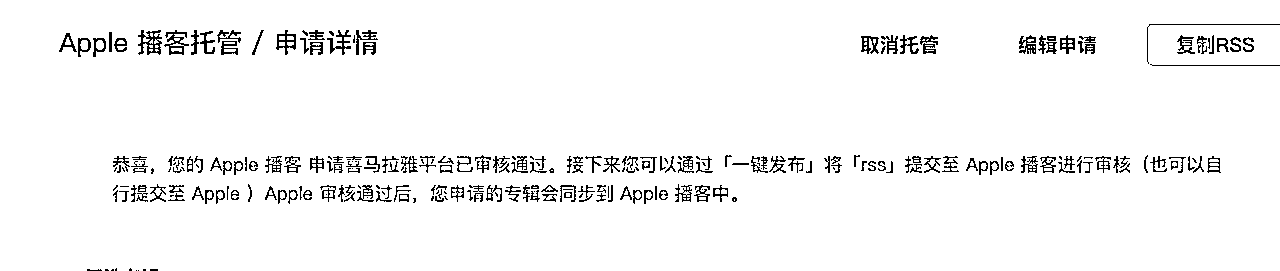 Apple 播客托管 / 申请详情
取消托管
编辑申请
复制RSS
恭喜，您的 Apple 播客 申请喜马拉雅平台已审核通过。接下来您可以通过「一键发布」将「rss」提交至 Apple 播客进行审核（也可以自
行提交至 Apple ）Apple 审核通过后，您申请的专辑会同步到 Apple 播客中。